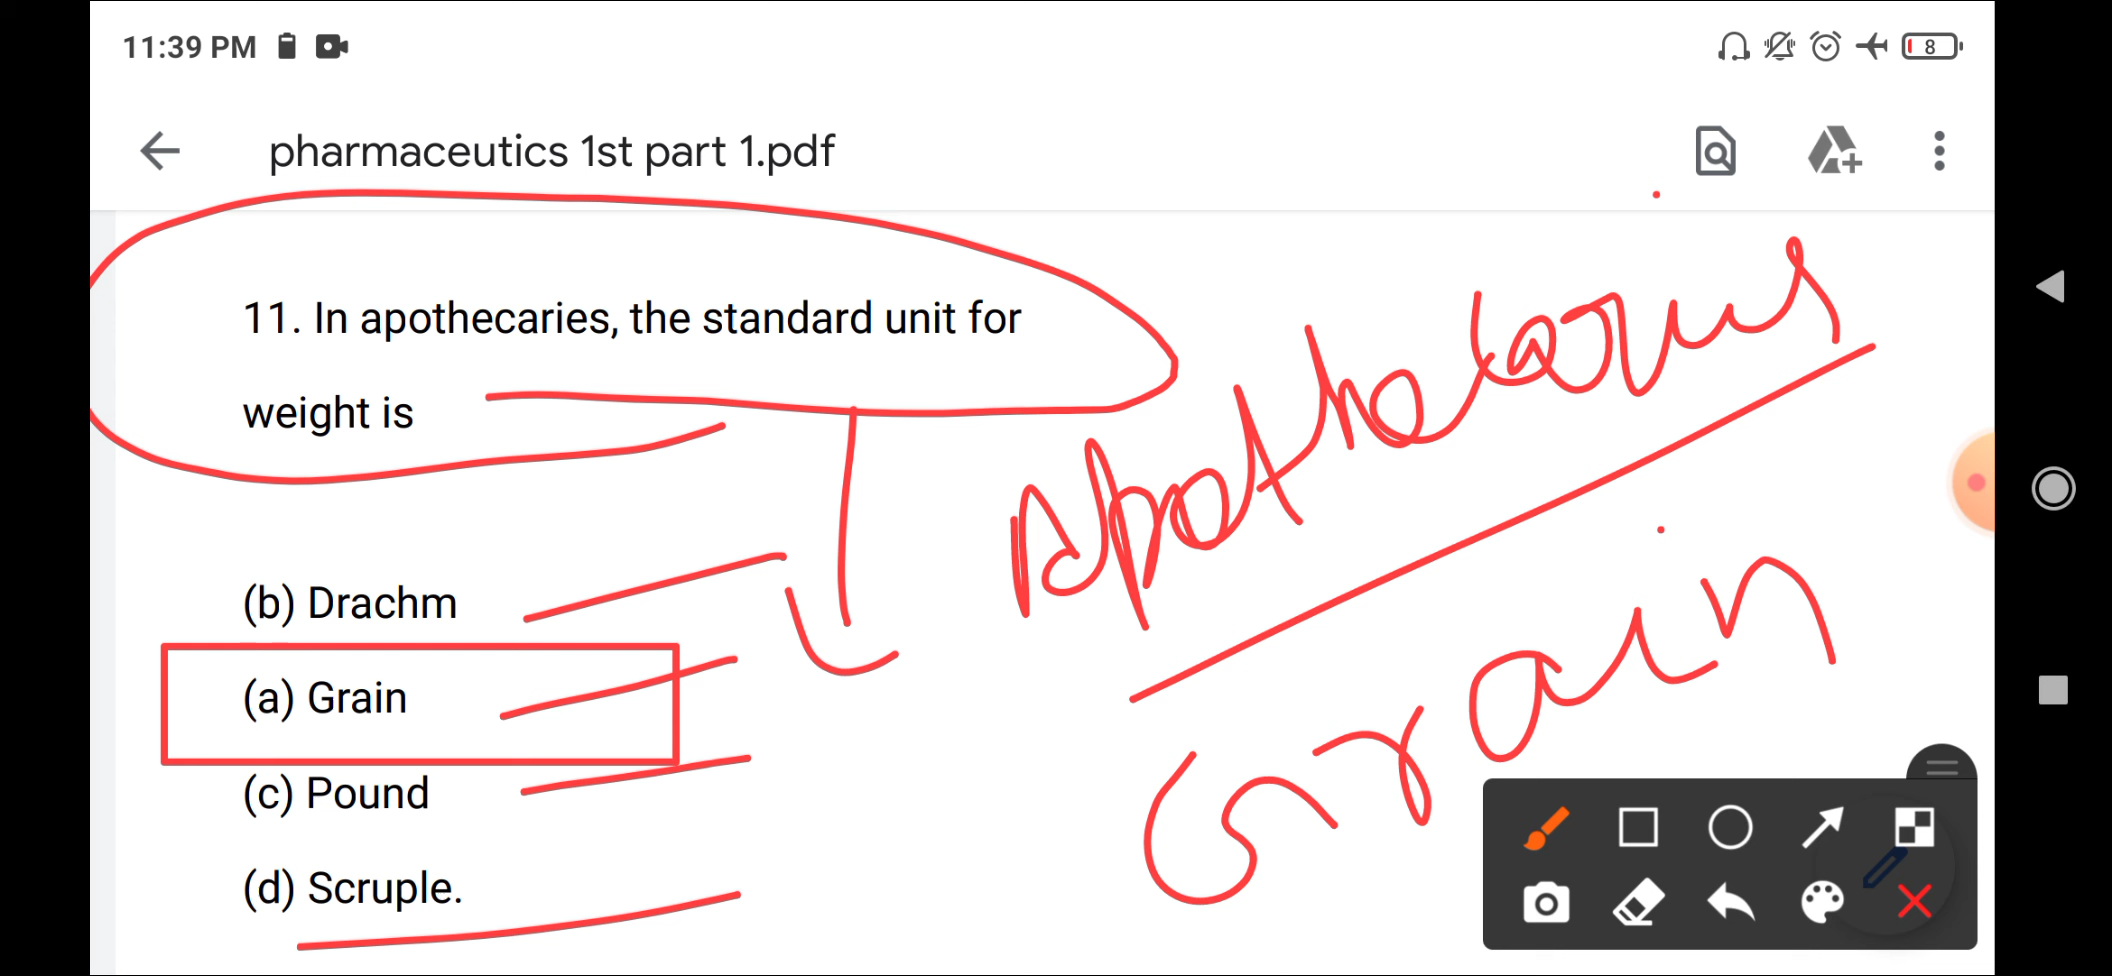 11:39 PM
8
pharmaceutics 1st part 1.pdf
11. In apothecaries, the standard unit for
weight is
(b) Drachm
(a) Grain
(c) Pound
(d) Scruple.
Grain